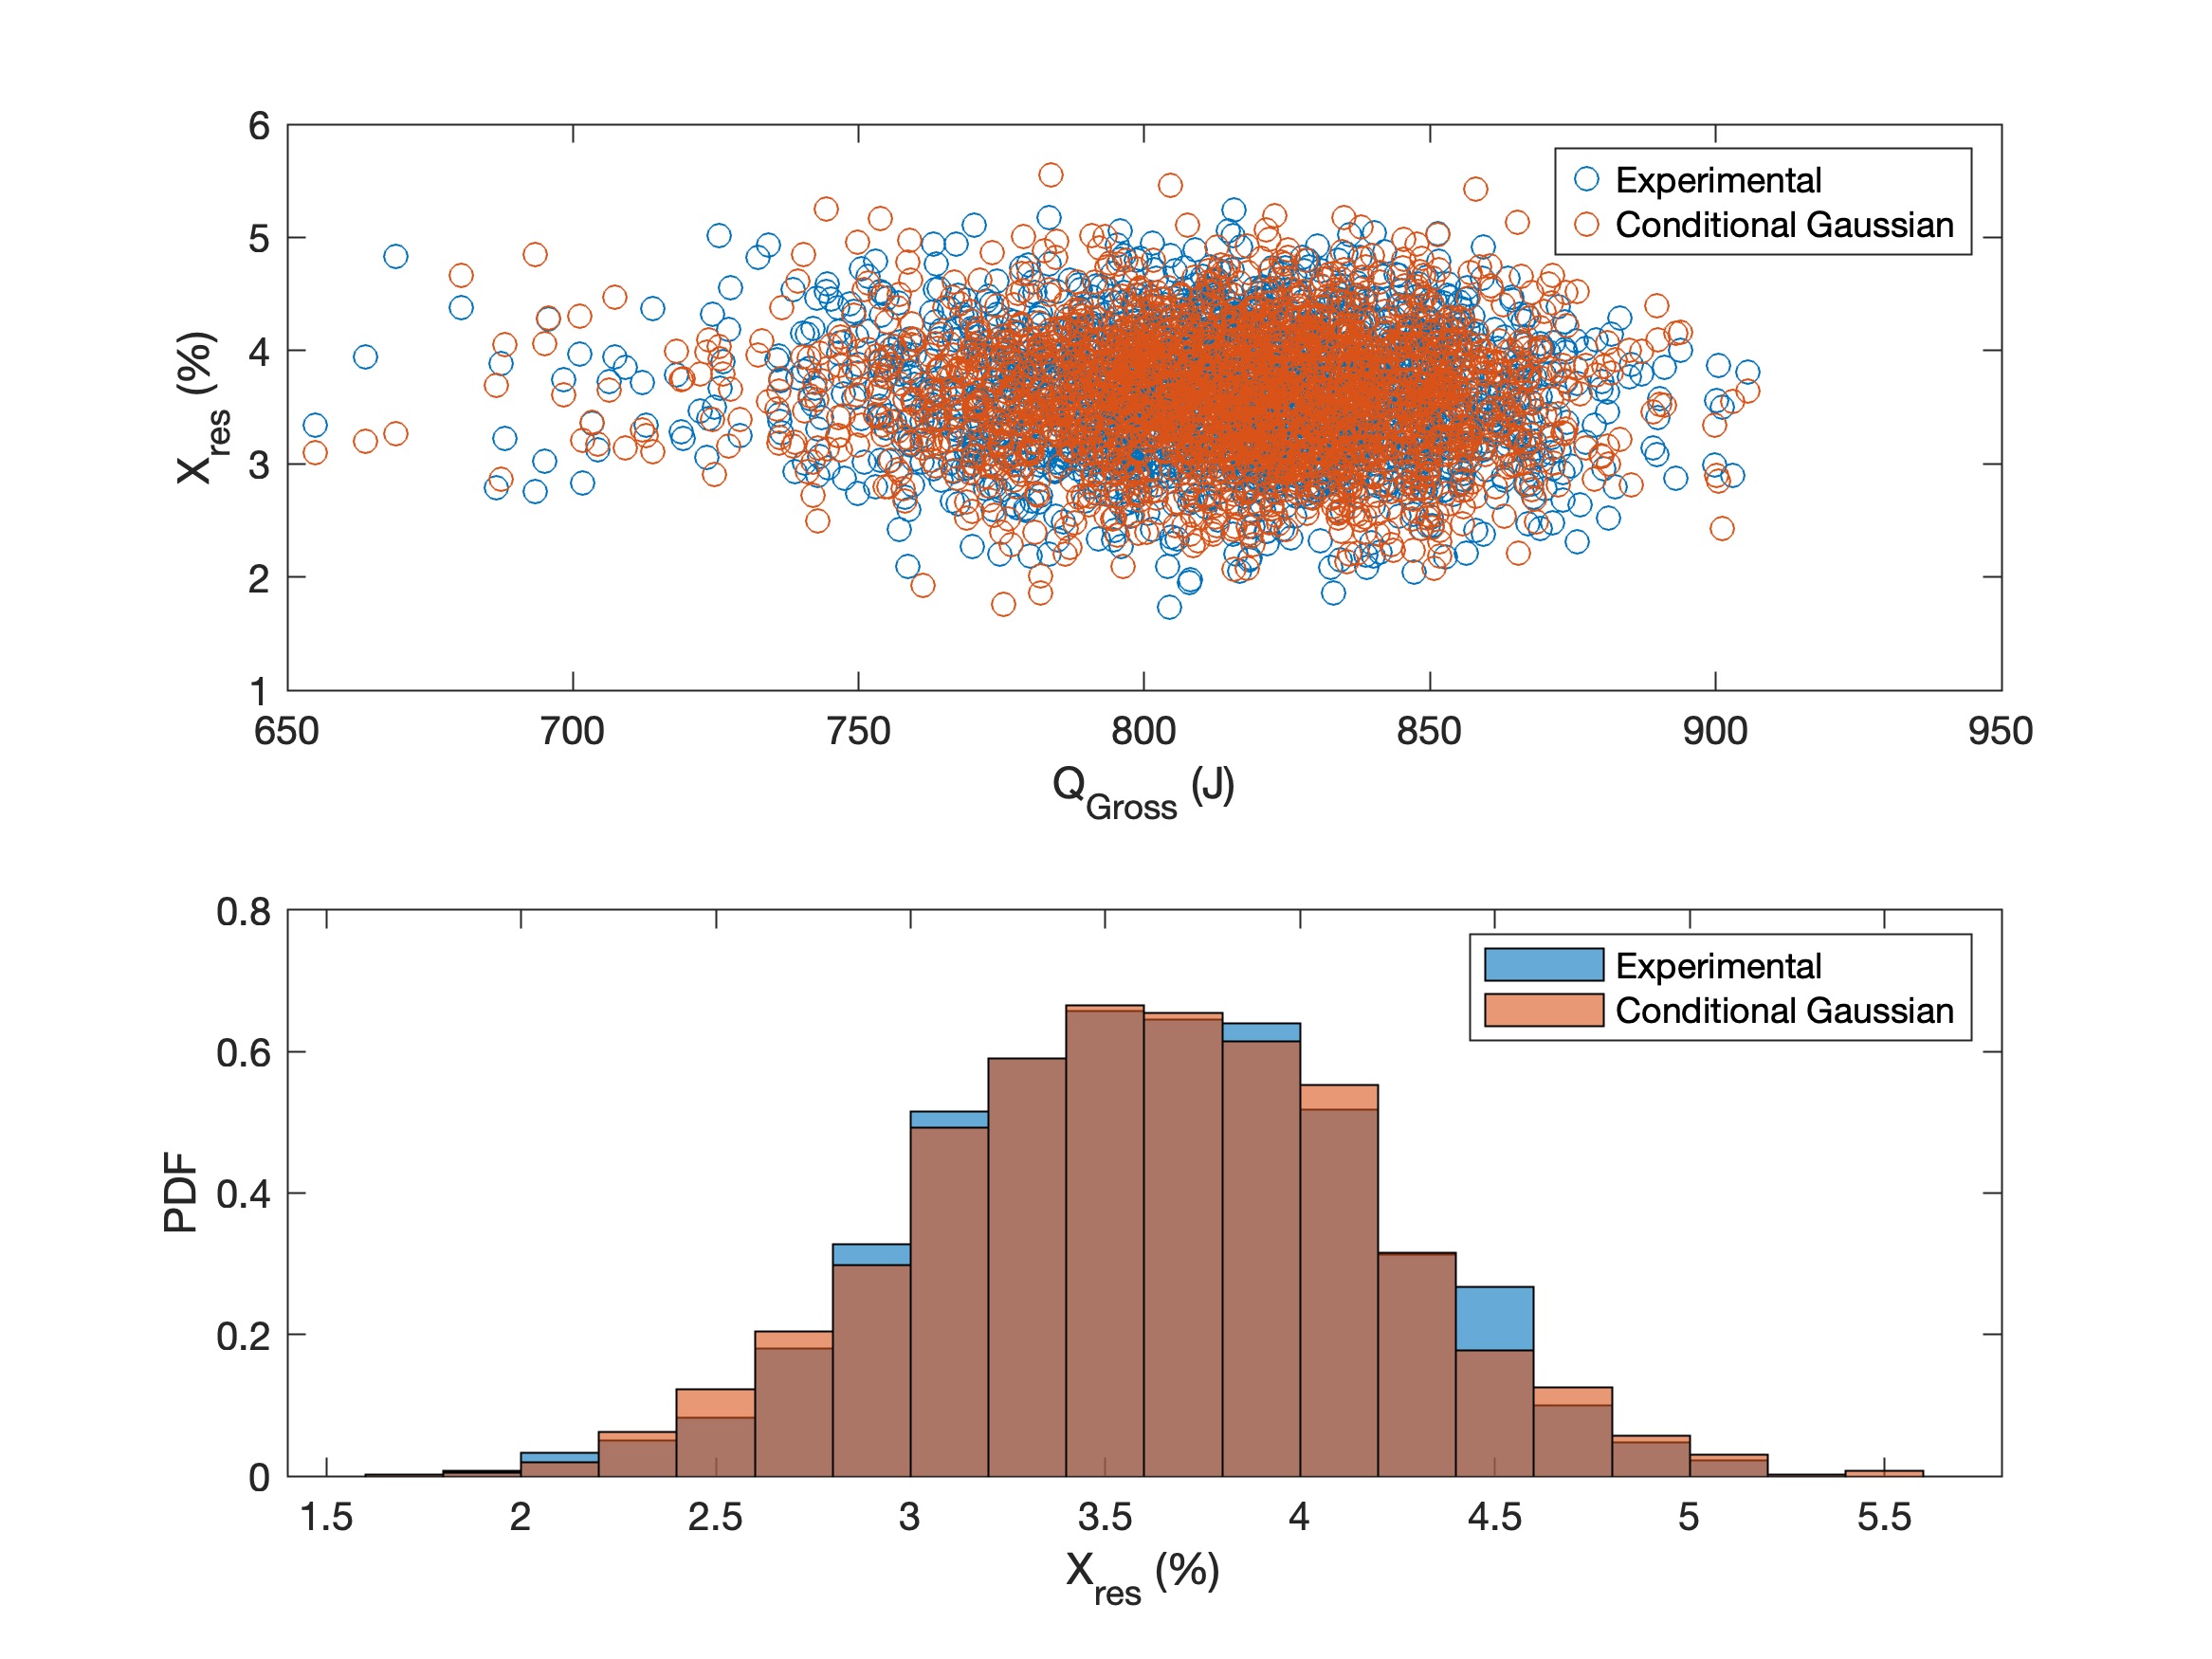 6
5
4
3
2
1
X_res (%)
Experimental
Conditional Gaussian
650 700 750 800 850 900 950
Q_Gross (J)
0.8
0.6
0.4
0.2
0
PDF
Experimental
Conditional Gaussian
1.5 2 2.5 3 3.5 4 4.5 5 5.5
X_res (%)